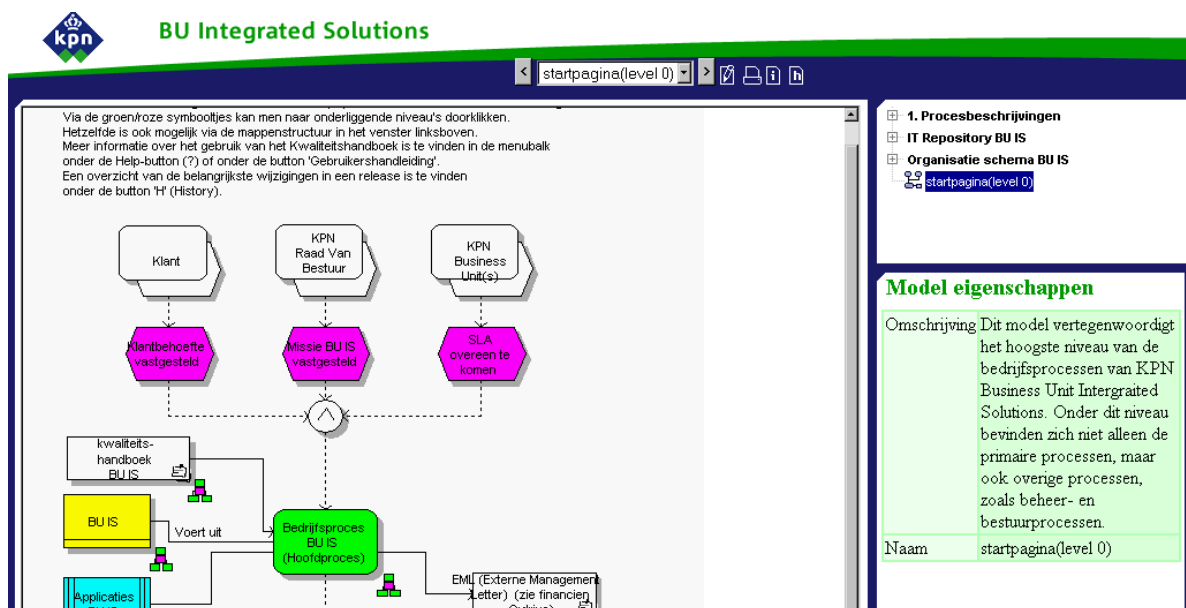 kpn
BU Integrated Solutions
startpagina(level 0)
Via de groen/roze symbooltjes kan men naar onderliggende niveau's doorklikken.
Hetzelfde is ook mogelijk via de mappenstructuur in het venster linksboven.
Meer informatie over het gebruik van het Kwaliteitshandboek is te vinden in de menubalk
onder de Help-button (?) of onder de button 'Gebruikershandleiding'.
Een overzicht van de belangrijkste wijzigingen in een release is te vinden
onder de button 'H' (History).
Klant
KPN
Raad Van
Bestuur
KPN
Business
Unit(s)
Klantbehoefte
vastgesteld
Missie BU IS
vastgesteld
SLA
overeen te
komen
kwaliteits-
handboek
BU IS
BU IS
Voert uit
Bedrijfsproces
BU IS
(Hoofdproces)
Applicaties
EML (Externe Management
Letter) (zie financien
1. Procesbeschrijvingen
IT Repository BU IS
Organisatie schema BU IS
startpagina(level 0)
Model eigenschappen
Omschrijving Dit model vertegenwoordigt
het hoogste niveau van de
bedrijfsprocessen van KPN
Business Unit Intergraited
Solutions. Onder dit niveau
bevinden zich niet alleen de
primaire processen, maar
ook overige processen,
zoals beheer- en
bestuurprocessen.
Naam startpagina(level 0)